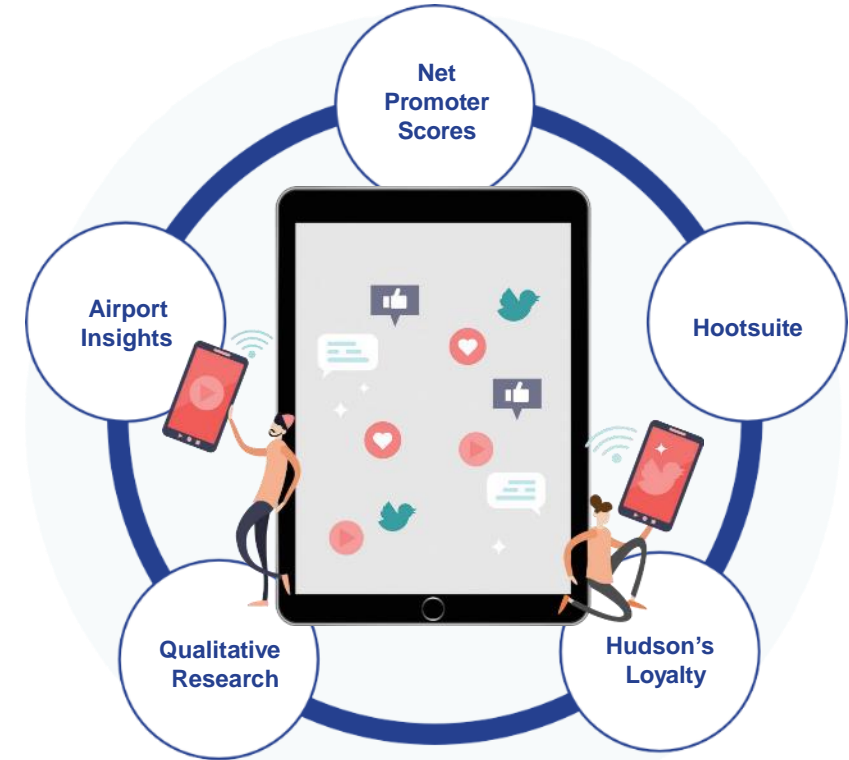 Net
Promoter
Scores
Airport
Insights
Hootsuite
Qualitative
Research
Hudson’s
Loyalty